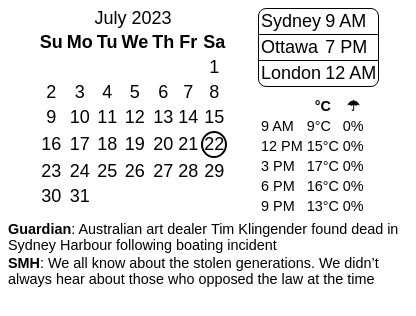 July 2023
Su Mo Tu We Th Fr Sa
1
2 3 4 5 6 7 8
9 10 11 12 13 14 15
16 17 18 19 20 21 22
23 24 25 26 27 28 29
30 31
Sydney 9 AM
Ottawa 7 PM
London 12 AM
°C ☂
9 AM 9°C 0%
12 PM 15°C 0%
3 PM 17°C 0%
6 PM 16°C 0%
9 PM 13°C 0%
Guardian: Australian art dealer Tim Klingender found dead in
Sydney Harbour following boating incident
SMH: We all know about the stolen generations. We didn’t
always hear about those who opposed the law at the time